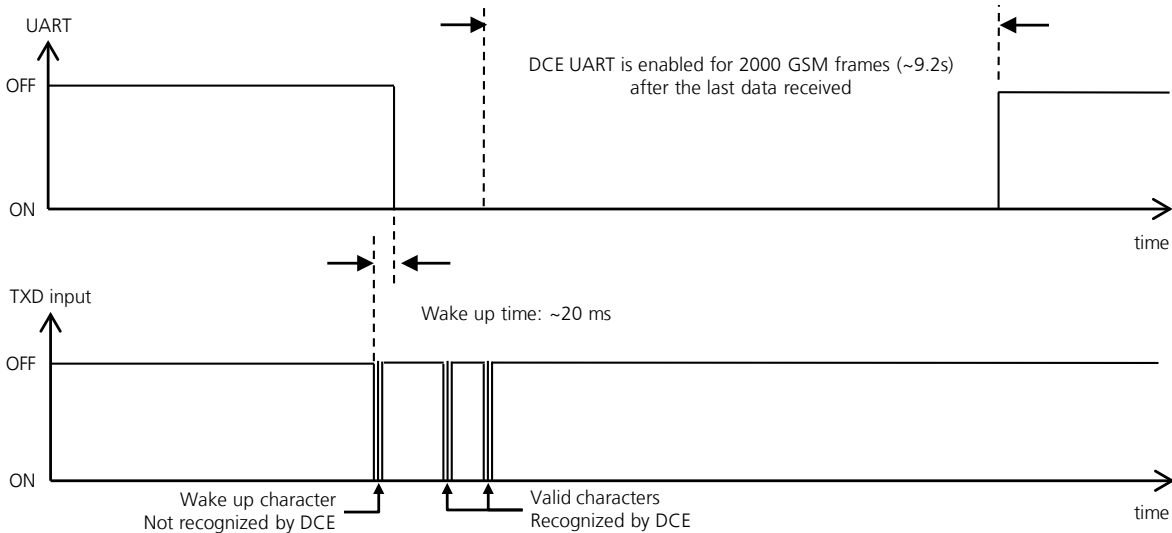 UART
DCE UART is enabled for 2000 GSM frames (~9.2s)
after the last data received
OFF
ON
time
TXD input
Wake up time: ~20 ms
OFF
ON
Wake up character
Not recognized by DCE
Valid characters
Recognized by DCE
time